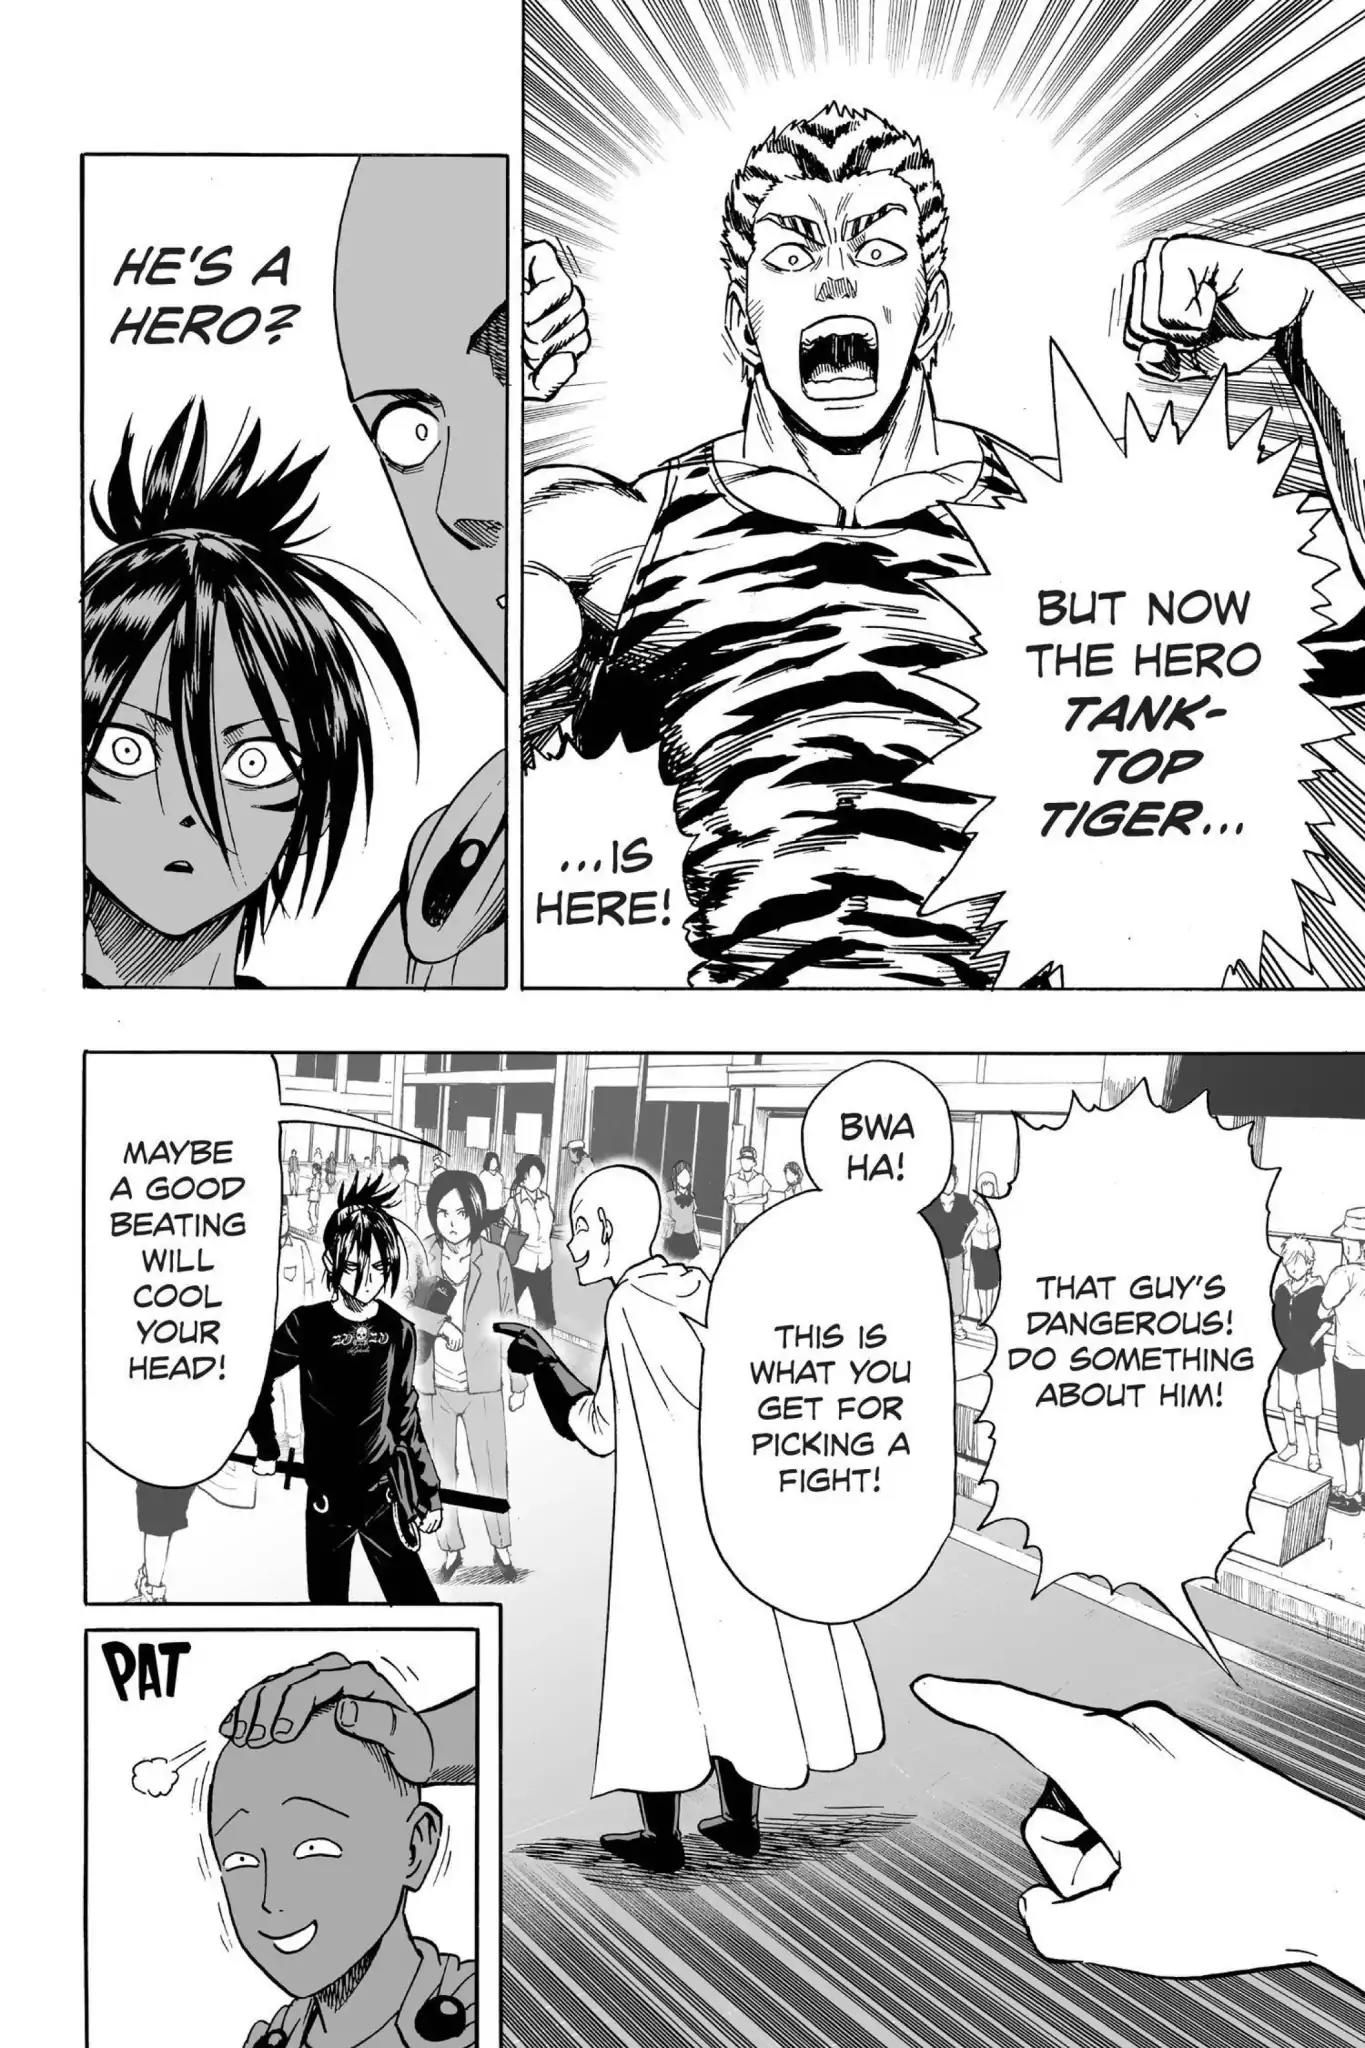 BUT NOW
THE HERO
TANK-
TOP
TIGER...
...IS
HERE!
HE'S A
HERO?
THAT GUY'S
DANGEROUS!
DO SOMETHING
ABOUT HIM!
BWA
HA!
THIS IS
WHAT YOU
GET FOR
PICKING A
FIGHT!
MAYBE
A GOOD
BEATING
WILL
COOL
YOUR
HEAD!
PAT